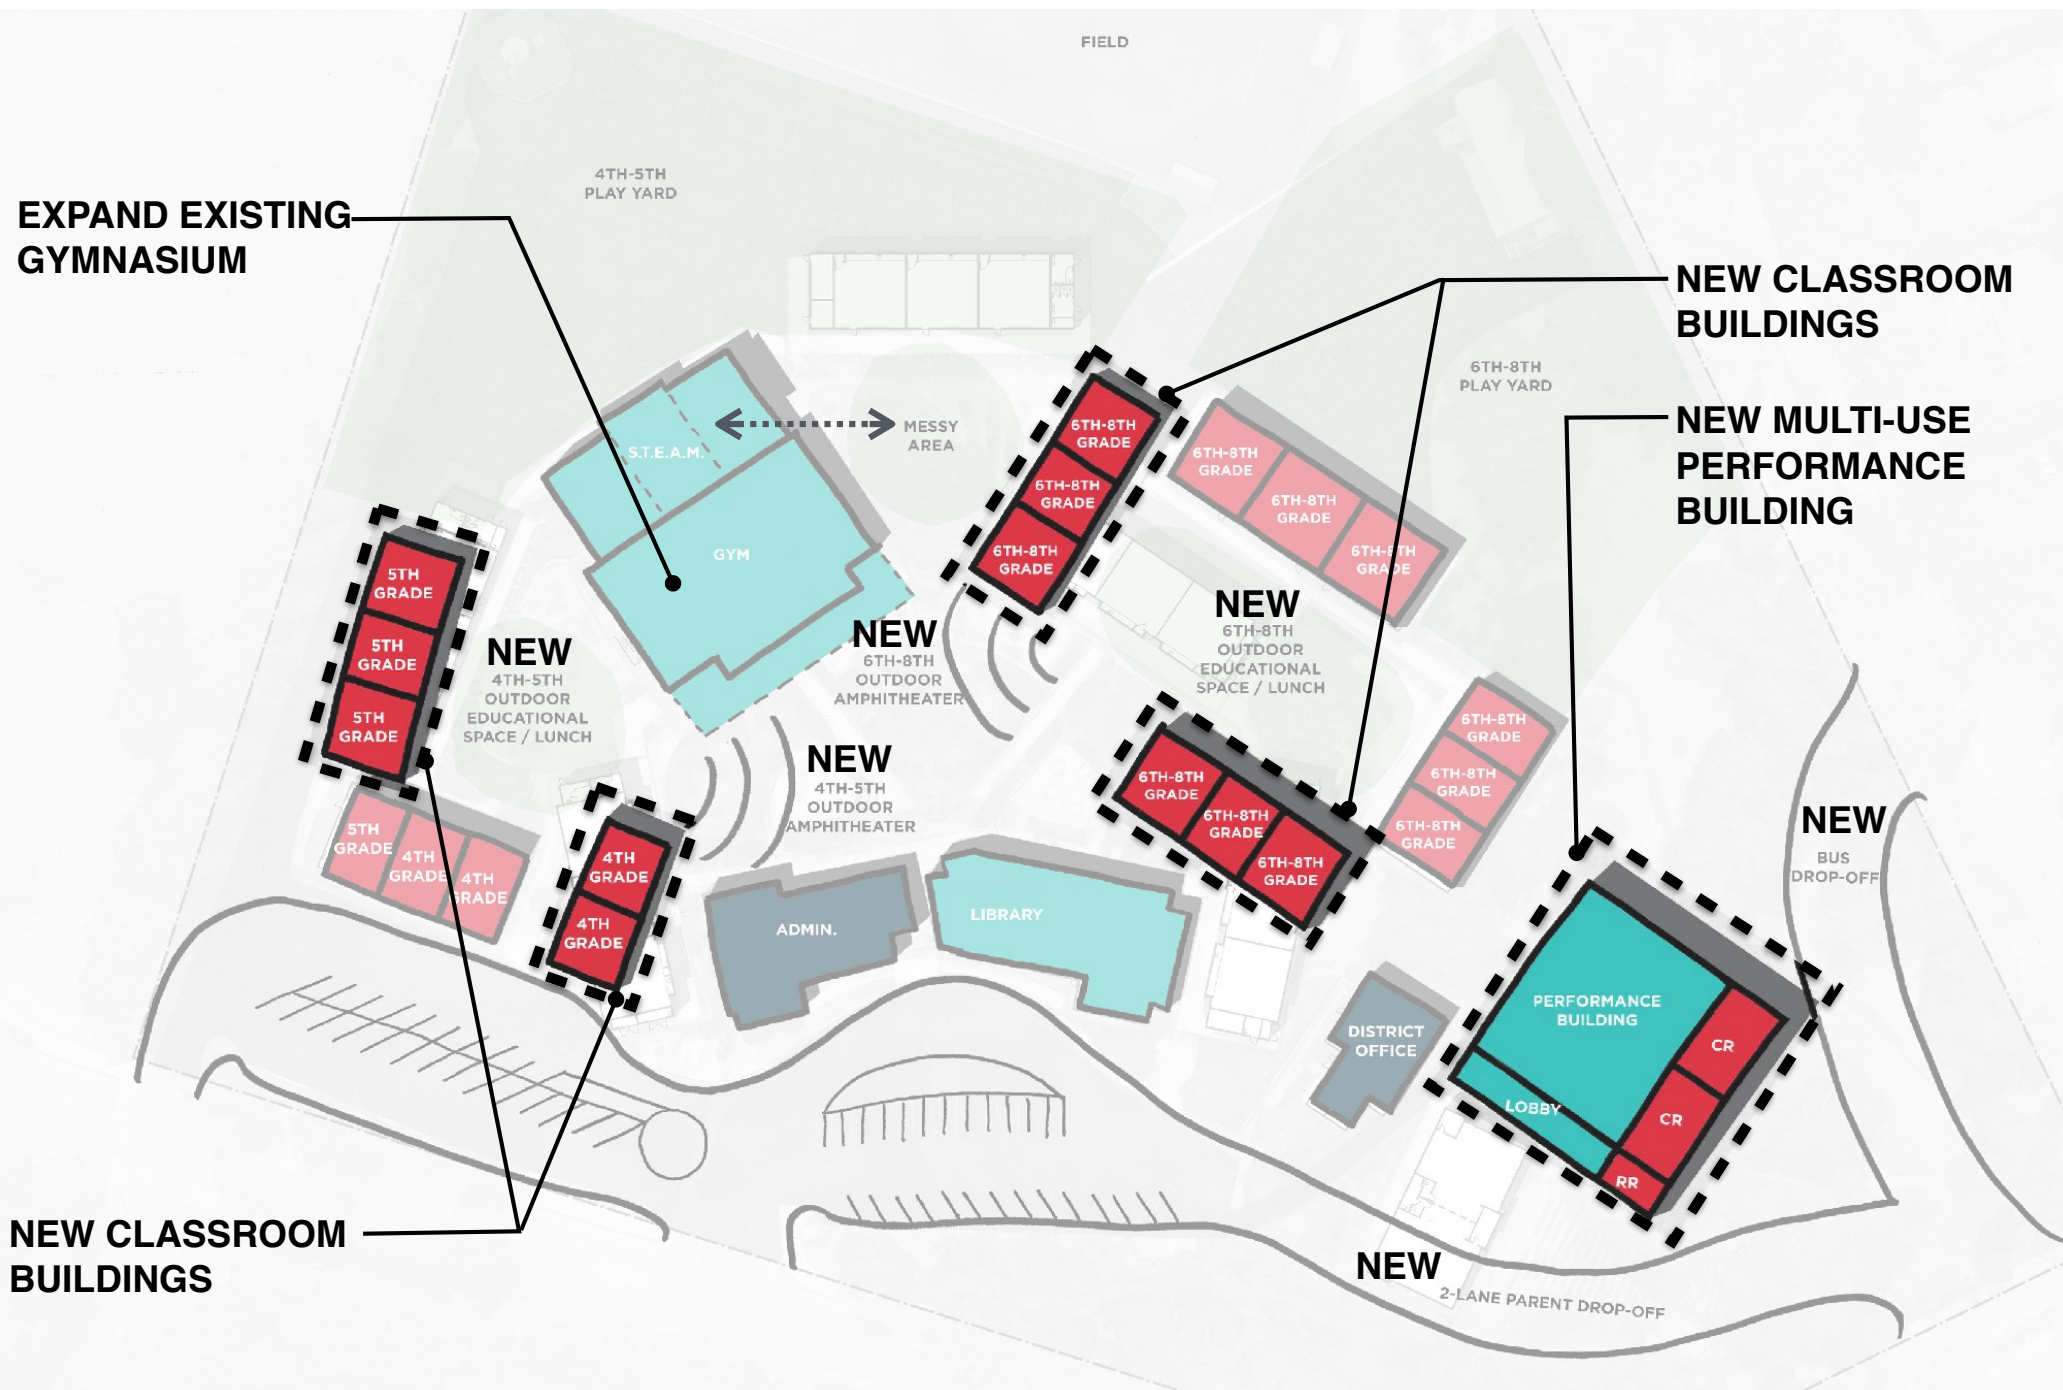 FIELD
4TH-5TH
PLAY YARD
EXPAND EXISTING
GYMNASIUM
NEW CLASSROOM
BUILDINGS
6TH-8TH
PLAY YARD
NEW MULTI-USE
PERFORMANCE
BUILDING
MESSY
AREA
S.T.E.A.M.
GYM
6TH-8TH
GRADE
6TH-8TH
GRADE
6TH-8TH
GRADE
6TH-8TH
GRADE
6TH-8TH
GRADE
6TH-8TH
GRADE
5TH
GRADE
5TH
GRADE
5TH
GRADE
NEW
4TH-5TH
OUTDOOR
EDUCATIONAL
SPACE / LUNCH
NEW
6TH-8TH
OUTDOOR
AMPHITHEATER
NEW
6TH-8TH
OUTDOOR
EDUCATIONAL
SPACE / LUNCH
NEW
4TH-5TH
OUTDOOR
AMPHITHEATER
6TH-8TH
GRADE
6TH-8TH
GRADE
6TH-8TH
GRADE
6TH-8TH
GRADE
6TH-8TH
GRADE
6TH-8TH
GRADE
NEW
BUS
DROP-OFF
5TH
GRADE
4TH
GRADE
4TH
GRADE
4TH
GRADE
4TH
GRADE
ADMIN.
LIBRARY
DISTRICT
OFFICE
PERFORMANCE
BUILDING
CR
CR
LOBBY
RR
NEW CLASSROOM
BUILDINGS
NEW
2-LANE PARENT DROP-OFF